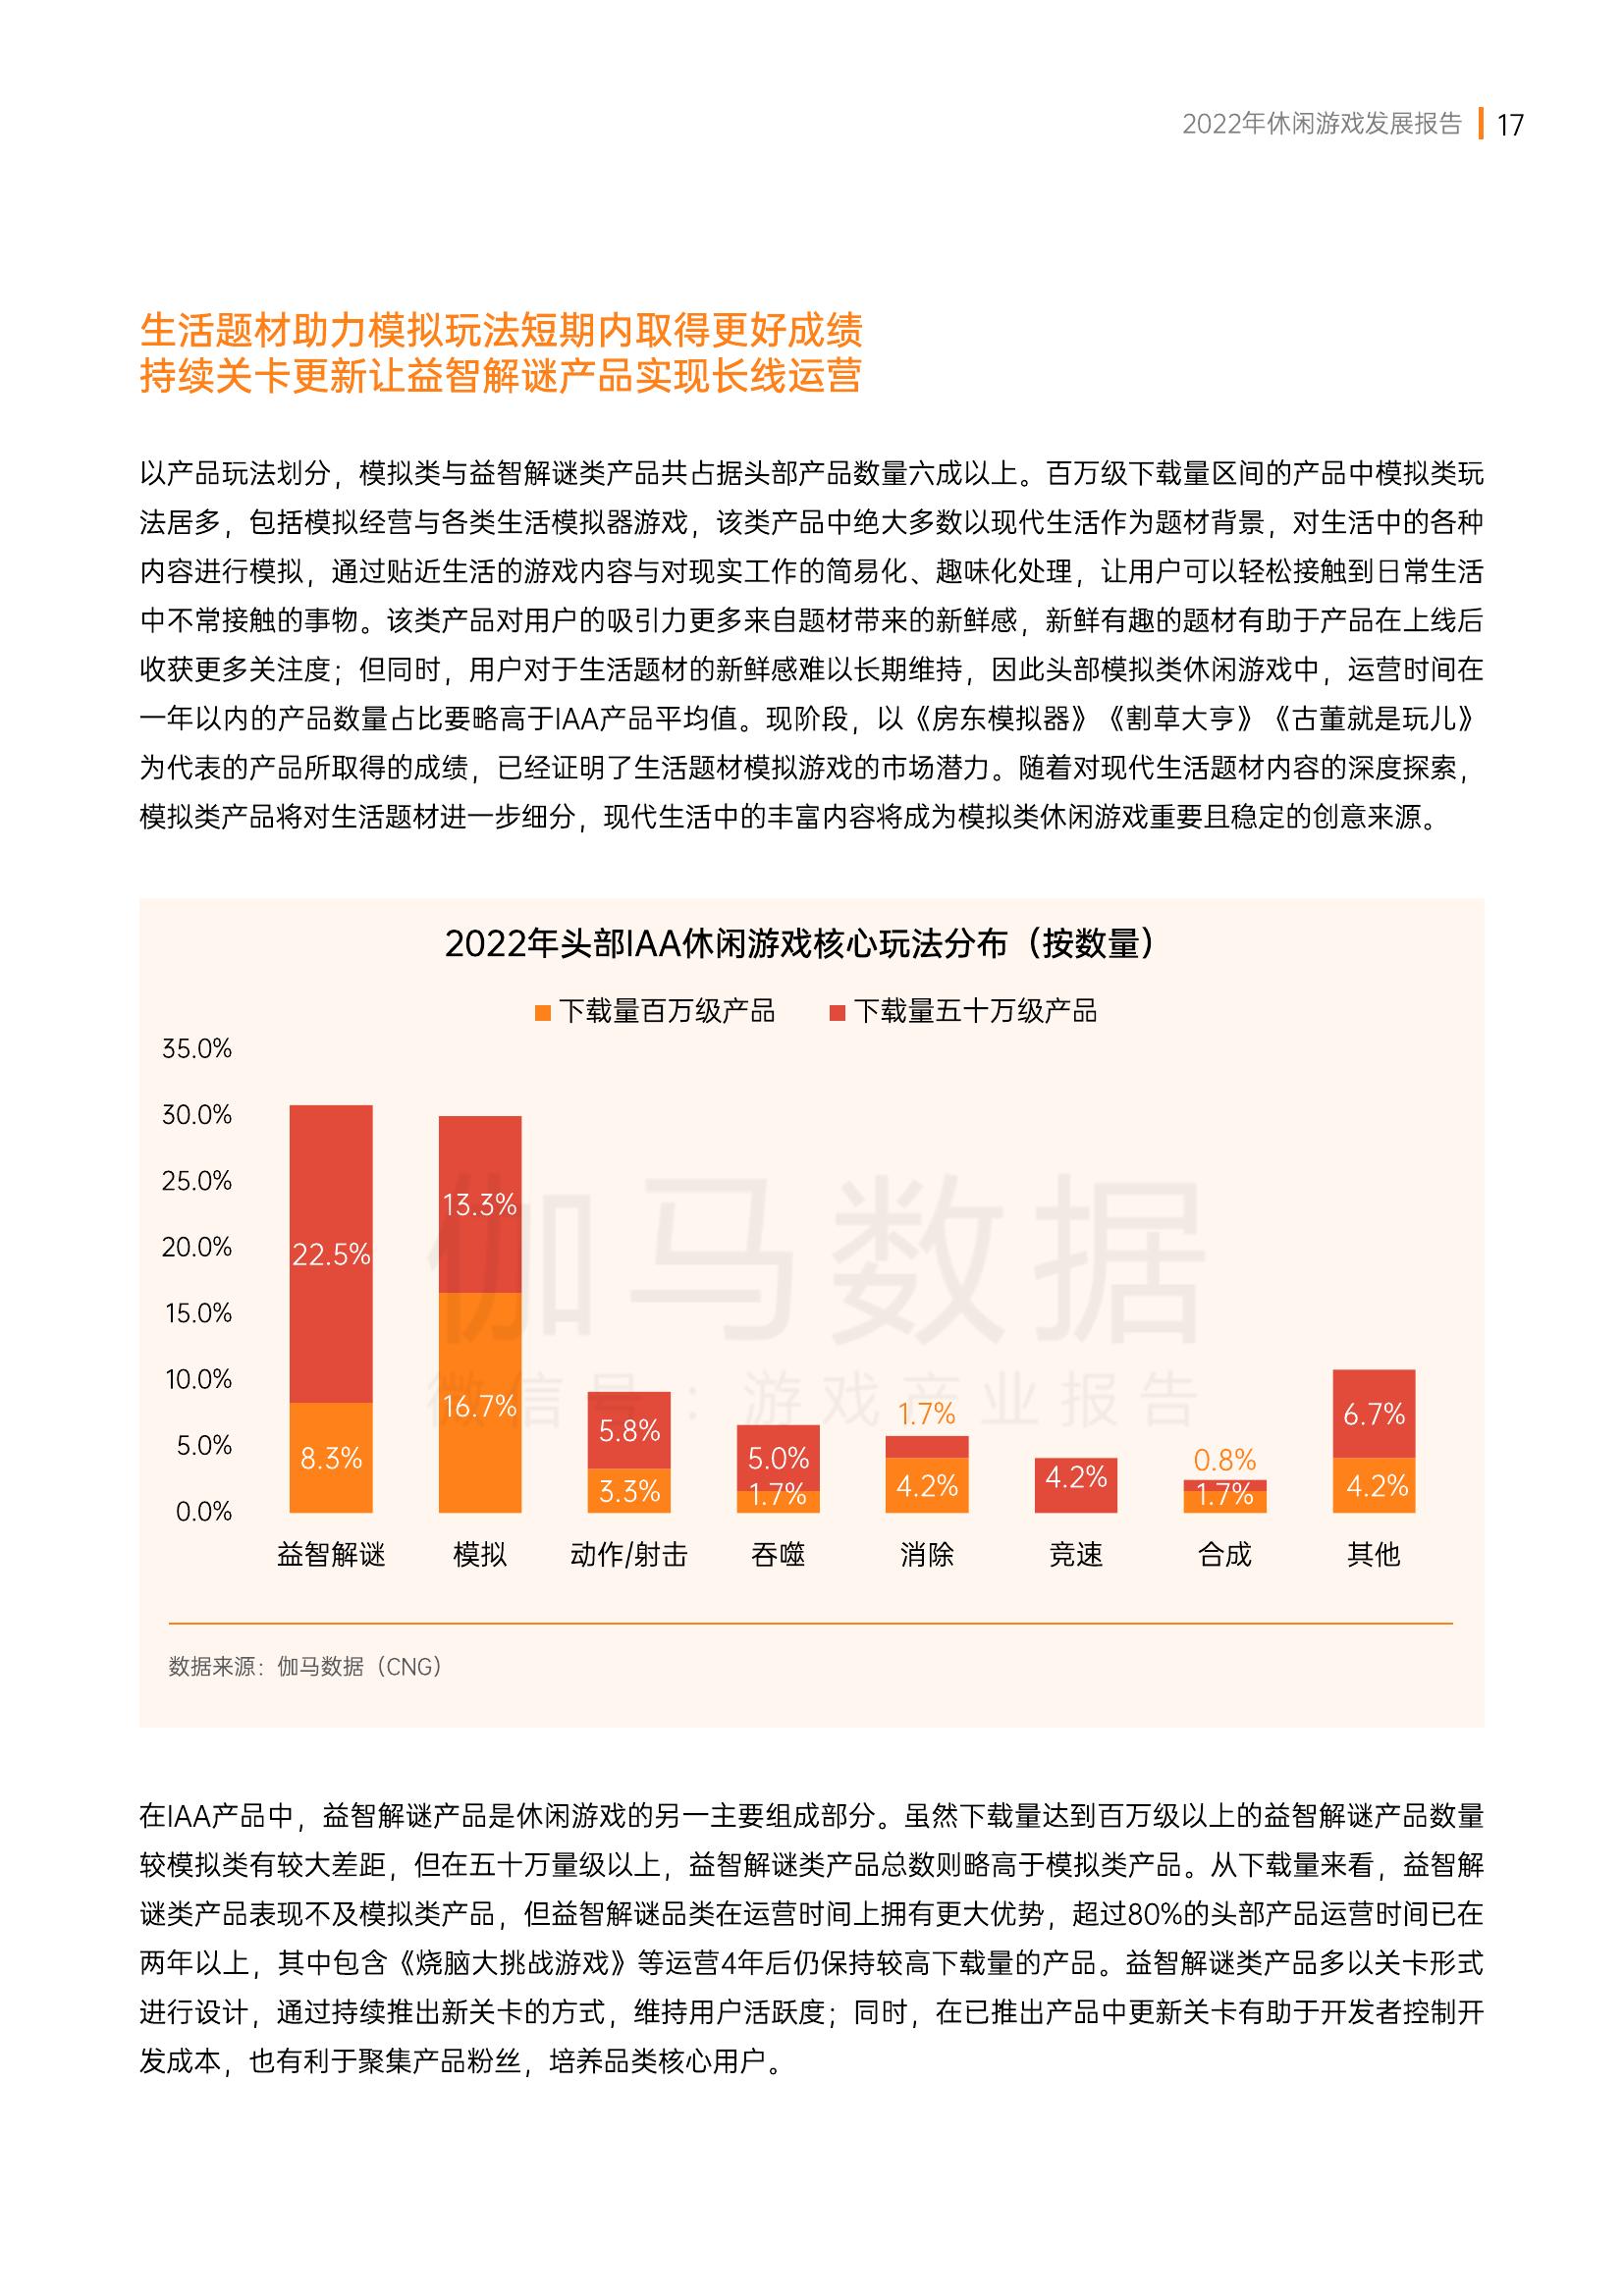 2022年休闲游戏发展报告 17
生活题材助力模拟玩法短期内取得更好成绩
持续关卡更新让益智解谜产品实现长线运营
以产品玩法划分，模拟类与益智解谜类产品共占据头部产品数量六成以上。百万级下载量区间的产品中模拟类玩
法居多，包括模拟经营与各类生活模拟器游戏，该类产品中绝大多数以现代生活作为题材背景，对生活中的各种
内容进行模拟，通过贴近生活的游戏内容与对现实工作的简易化、趣味化处理，让用户可以轻松接触到日常生活
中不常接触的事物。该类产品对用户的吸引力更多来自题材带来的新鲜感，新鲜有趣的题材有助于产品在上线后
收获更多关注度；但同时，用户对于生活题材的新鲜感难以长期维持，因此头部模拟类休闲游戏中，运营时间在
一年以内的产品数量占比要略高于IAA产品平均值。现阶段，以《房东模拟器》《割草大亨》《古董就是玩儿》
为代表的产品所取得的成绩，已经证明了生活题材模拟游戏的市场潜力。随着对现代生活题材内容的深度探索，
模拟类产品将对生活题材进一步细分，现代生活中的丰富内容将成为模拟类休闲游戏重要且稳定的创意来源。
2022年头部IAA休闲游戏核心玩法分布（按数量）
下载量百万级产品 下载量五十万级产品
35.0%
30.0%
25.0%
20.0%
15.0%
10.0%
5.0%
0.0%
22.5%
8.3%
13.3%
16.7%
5.8%
3.3%
5.0%
1.7%
1.7%
4.2%
4.2%
0.8%
1.7%
6.7%
4.2%
益智解谜 模拟 动作/射击 吞噬 消除 竞速 合成 其他
伽马数据
微信号：游戏产业报告
数据来源：伽马数据（CNG）
在IAA产品中，益智解谜产品是休闲游戏的另一主要组成部分。虽然下载量达到百万级以上的益智解谜产品数量
较模拟类有较大差距，但在五十万量级以上，益智解谜类产品总数则略高于模拟类产品。从下载量来看，益智解
谜类产品表现不及模拟类产品，但益智解谜品类在运营时间上拥有更大优势，超过80%的头部产品运营时间已在
两年以上，其中包含《烧脑大挑战游戏》等运营4年后仍保持较高下载量的产品。益智解谜类产品多以关卡形式
进行设计，通过持续推出新关卡的方式，维持用户活跃度；同时，在已推出产品中更新关卡有助于开发者控制开
发成本，也有利于聚集产品粉丝，培养品类核心用户。